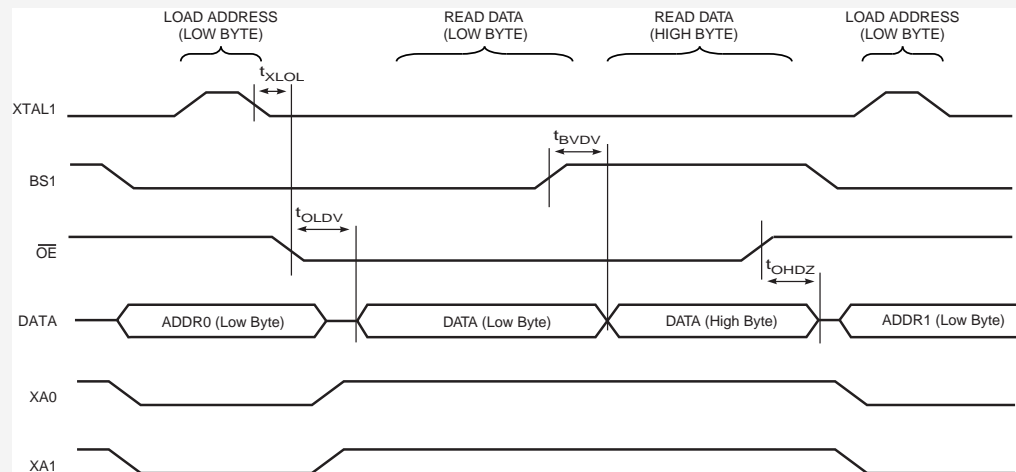 LOAD ADDRESS
(LOW BYTE)
READ DATA
(LOW BYTE)
READ DATA
(HIGH BYTE)
LOAD ADDRESS
(LOW BYTE)
tXLOL
XTAL1
tBVDV
BS1
tOLDV
OE
tOHDZ
DATA
ADDR0 (Low Byte)
DATA (Low Byte)
DATA (High Byte)
ADDR1 (Low Byte)
XA0
XA1